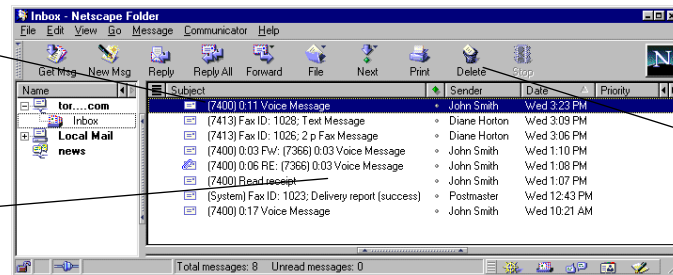 Inbox - Netscape Folder
File Edit View Go Message Communicator Help
Get Msg New Msg Reply Reply All Forward File Next Print Delete Stop
N
Name Subject Sender Date Priority
tor....com
Inbox
Local Mail
news
(7400) 0:11 Voice Message John Smith Wed 3:23 PM
(7413) Fax ID: 1028; Text Message Diane Horton Wed 3:09 PM
(7413) Fax ID: 1026; 2 p Fax Message Diane Horton Wed 3:06 PM
(7400) 0:03 FW: (7366) 0:03 Voice Message John Smith Wed 1:10 PM
(7400) 0:06 RE: (7366) 0:03 Voice Message John Smith Wed 1:08 PM
(7400) Read receipt John Smith Wed 1:07 PM
(System) Fax ID: 1023; Delivery report (success) Postmaster Wed 12:43 PM
(7400) 0:17 Voice Message John Smith Wed 10:21 AM
Total messages: 8 Unread messages: 0